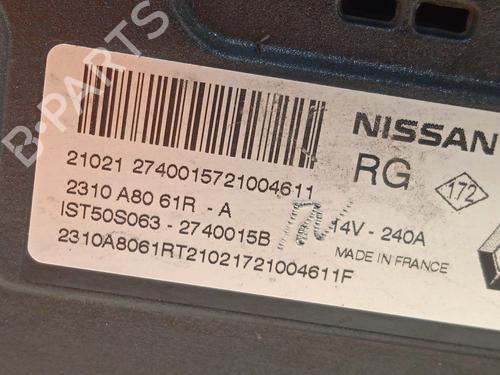 B-PARTS
NISSAN
21021 2740015721004611
RG
172
2310 A80 61R - A
IST50S063 - 2740015B
14V - 240A
MADE IN FRANCE
2310A8061RT21021721004611F